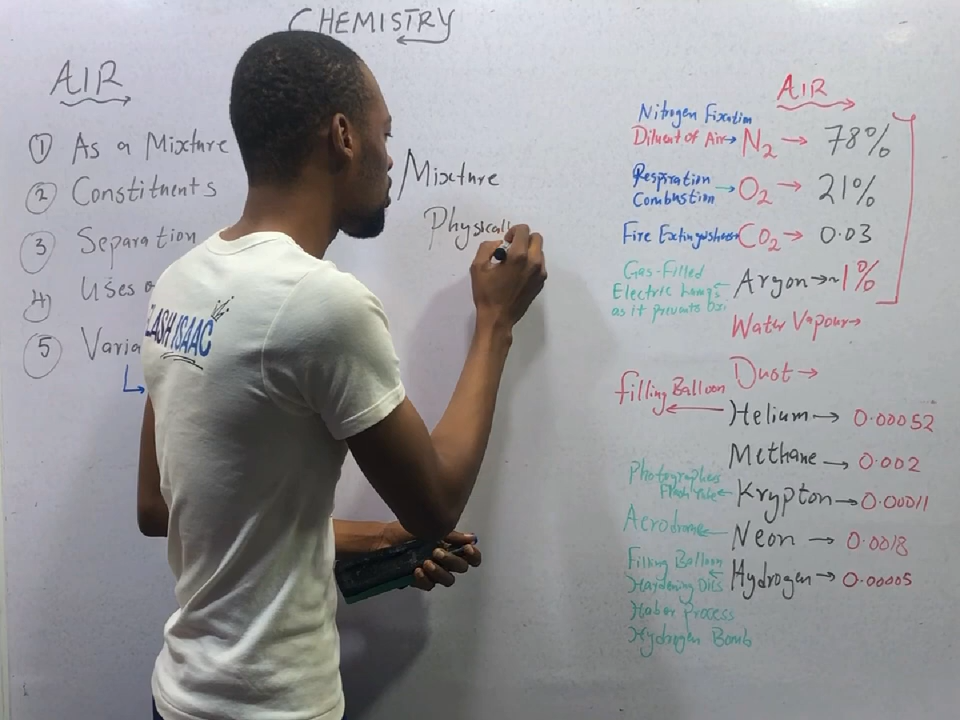 CHEMISTRY
AIR
1 As a Mixture
2 Constituents
3 Separation
4 Uses
5 Varia
Mixture
Physicall
FLASH ISAAC
AIR
Nitrogen Fixation
Diluent of Air → N2 → 78%
Respiration
Combustion → O2 → 21%
Fire Extinguishers → CO2 → 0.03
Gas-Filled
Electric Lamps ← Argon → ~1%
as it prevents
Water Vapour →
Dust →
filling Balloon
Helium → 0.00052
Methane → 0.002
Photographers
Flash ← Krypton → 0.00011
Aerodrome ← Neon → 0.0018
Filling Balloon
Hardening Oils ← Hydrogen → 0.00005
Haber Process
Hydrogen Bomb